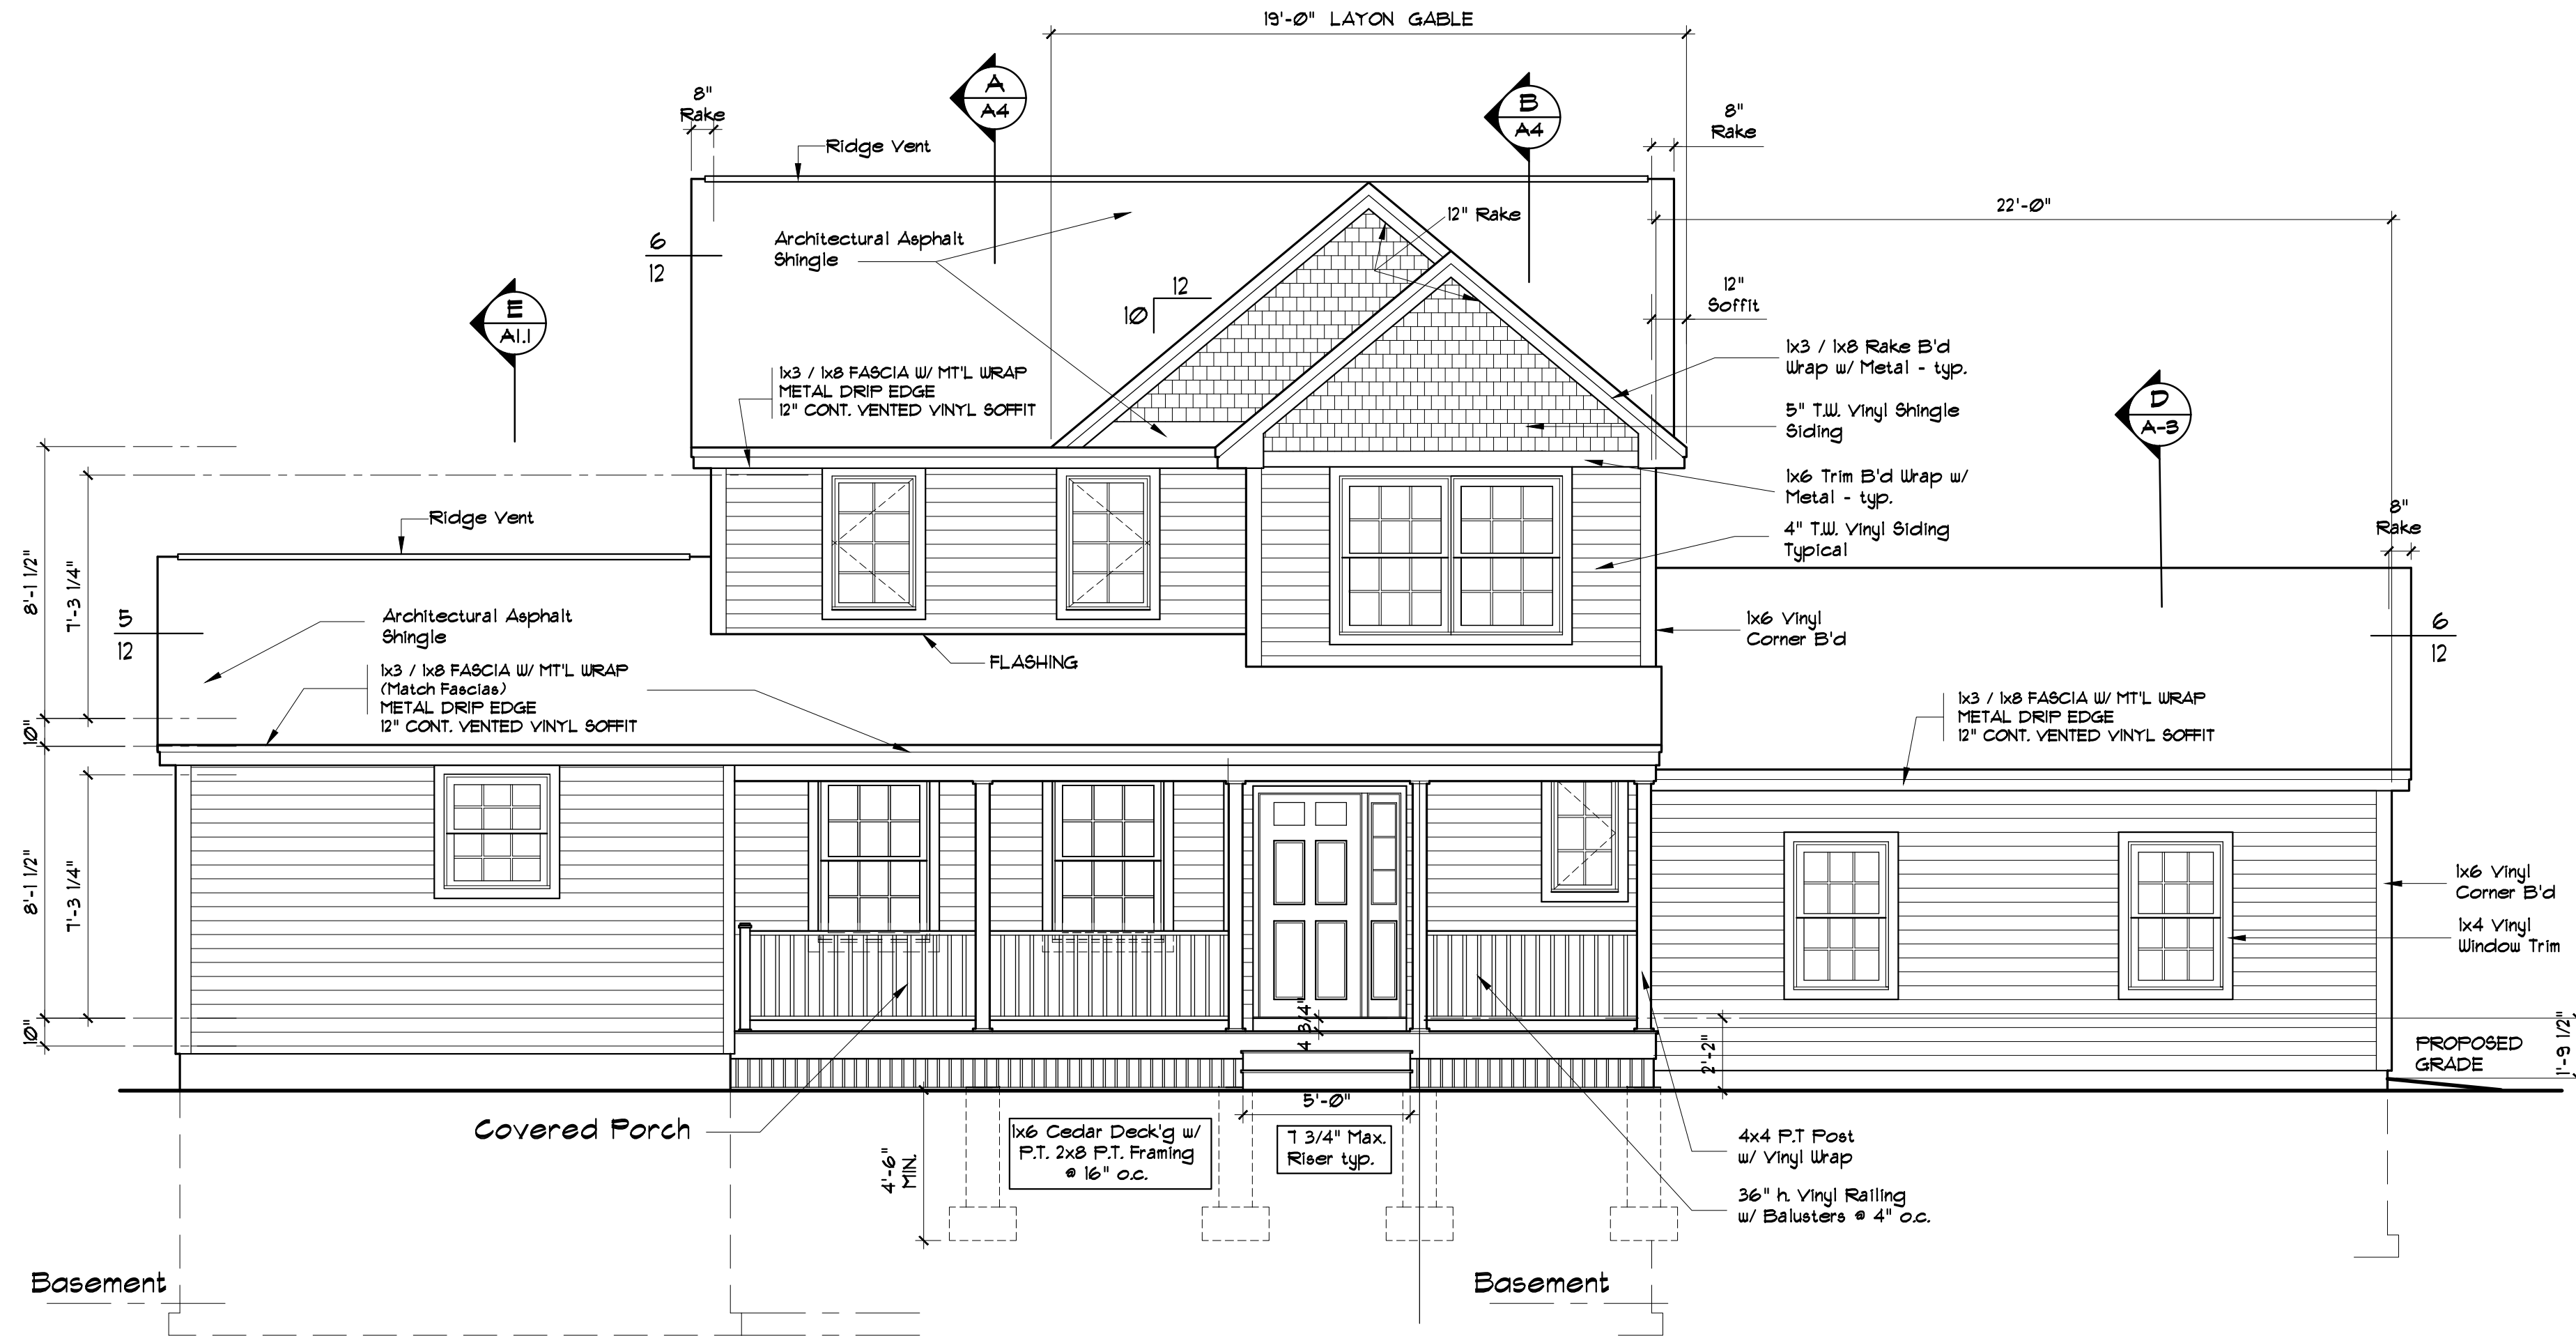 19'-0" LAYON GABLE
A
A4
B
A4
8"
Rake
8"
Rake
Ridge Vent
22'-0"
12" Rake
6
12
Architectural Asphalt
Shingle
12
10
12"
Soffit
E
A1.1
1x3 / 1x8 Rake B'd
Wrap w/ Metal - typ.
1x3 / 1x8 FASCIA W/ MT'L WRAP
METAL DRIP EDGE
12" CONT. VENTED VINYL SOFFIT
D
A-3
5" T.W. Vinyl Shingle
Siding
1x6 Trim B'd Wrap w/
Metal - typ.
8"
Rake
Ridge Vent
4" T.W. Vinyl Siding
Typical
8'-1 1/2"
7'-3 1/4"
5
12
Architectural Asphalt
Shingle
1x6 Vinyl
Corner B'd
6
12
FLASHING
1x3 / 1x8 FASCIA W/ MT'L WRAP
(Match Fascias)
METAL DRIP EDGE
12" CONT. VENTED VINYL SOFFIT
1x3 / 1x8 FASCIA W/ MT'L WRAP
METAL DRIP EDGE
12" CONT. VENTED VINYL SOFFIT
10"
8'-1 1/2"
7'-3 1/4"
1x6 Vinyl
Corner B'd
1x4 Vinyl
Window Trim
10"
4 3/4"
2'-2"
PROPOSED
GRADE
1'-9 1/2"
5'-0"
Covered Porch
4'-6"
MIN.
1x6 Cedar Deck'g w/
P.T. 2x8 P.T. Framing
@ 16" o.c.
7 3/4" Max.
Riser typ.
4x4 P.T Post
w/ Vinyl Wrap
36" h. Vinyl Railing
w/ Balusters @ 4" o.c.
Basement
Basement